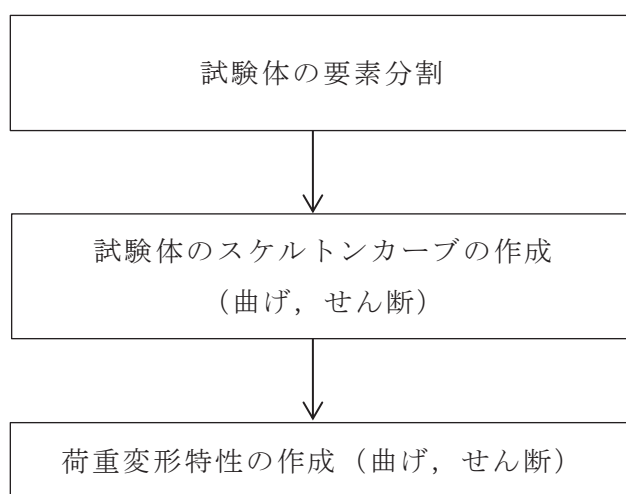 試験体の要素分割
試験体のスケルトンカーブの作成
（曲げ，せん断）
荷重変形特性の作成（曲げ，せん断）